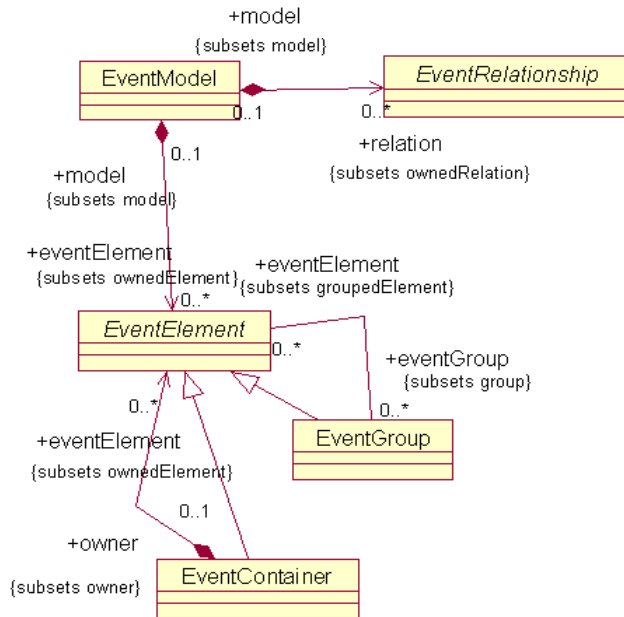 +model
{subsets model}
EventModel
EventRelationship
0..1
0..*
0..1
+relation
{subsets ownedRelation}
+model
{subsets model}
+eventElement
{subsets ownedElement}
+eventElement
{subsets groupedElement}
0..*
EventElement
0..*
+eventGroup
{subsets group}
0..*
0..*
EventGroup
+eventElement
{subsets ownedElement}
0..1
+owner
EventContainer
{subsets owner}